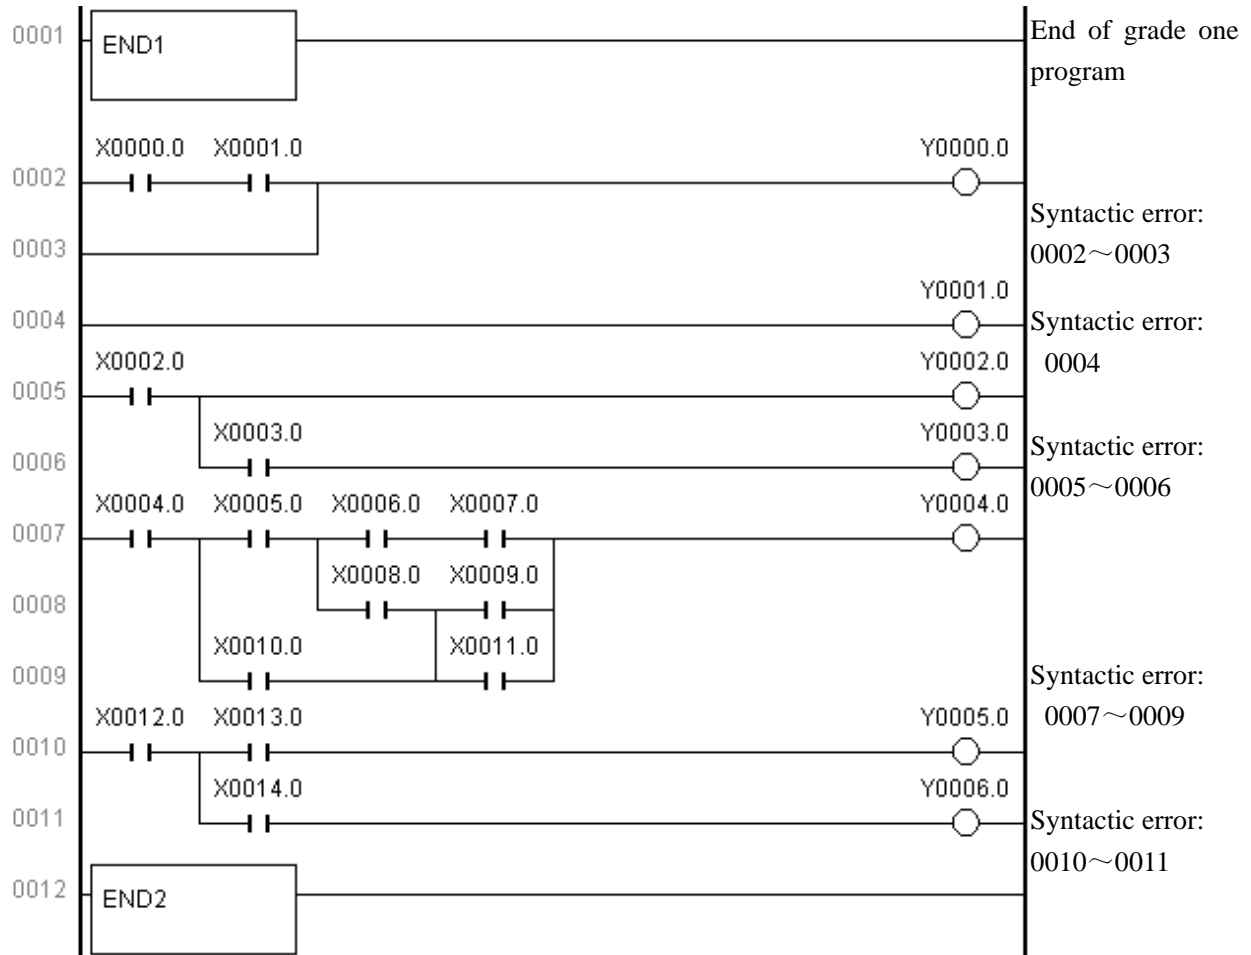 0001 END1 End of grade one
program
X0000.0 X0001.0 Y0000.0
0002
Syntactic error:
0003 0002～0003
Y0001.0
0004 Syntactic error:
X0002.0 Y0002.0 0004
0005
X0003.0 Y0003.0 Syntactic error:
0006
0005～0006
X0004.0 X0005.0 X0006.0 X0007.0 Y0004.0
0007
X0008.0 X0009.0
0008
X0010.0 X0011.0
0009 Syntactic error:
X0012.0 X0013.0 Y0005.0 0007～0009
0010
X0014.0 Y0006.0
0011 Syntactic error:
0010～0011
0012 END2